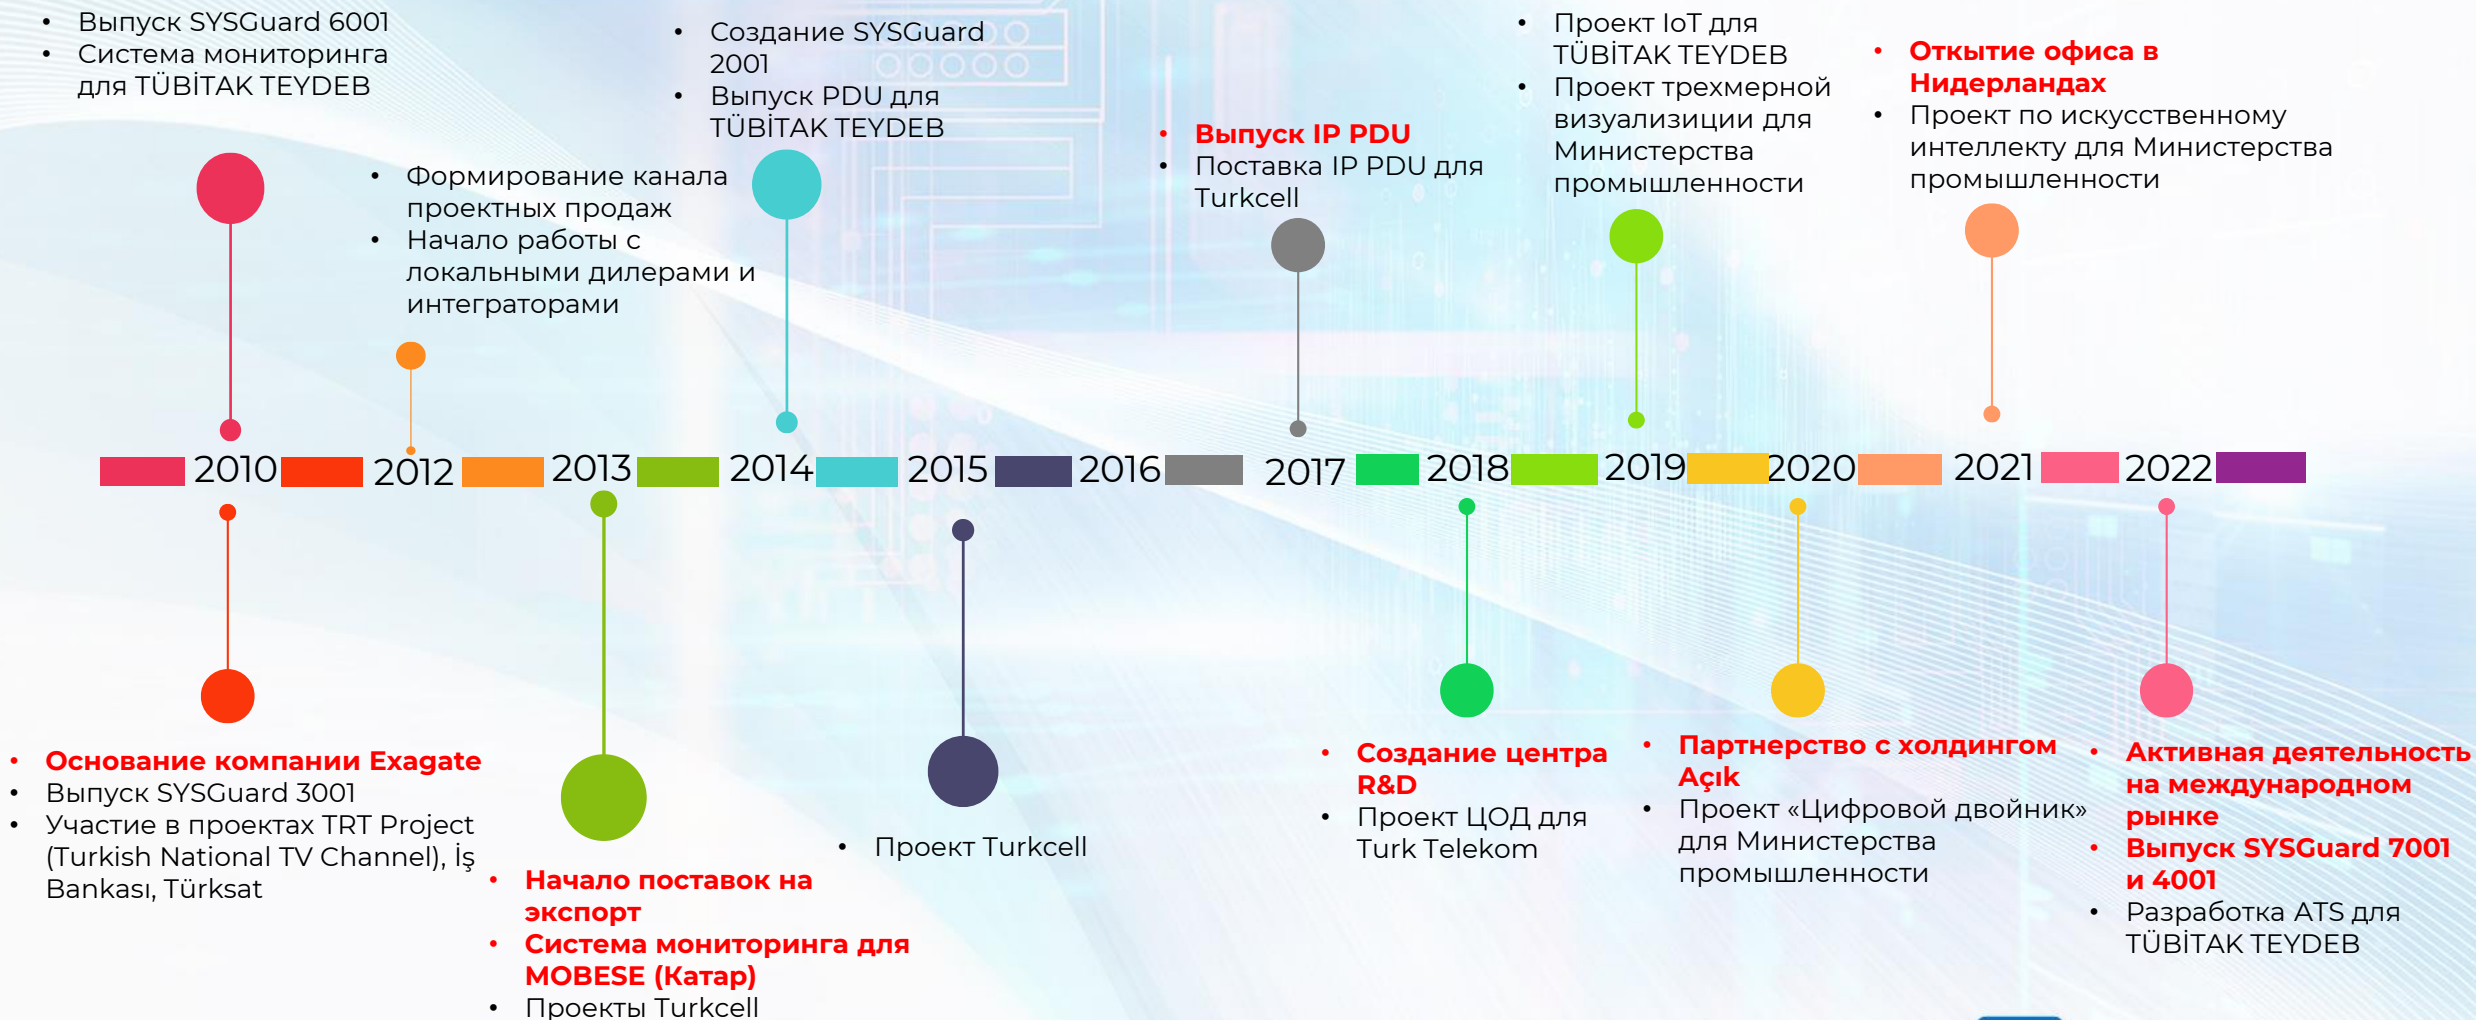 • Выпуск SYSGuard 6001
• Система мониторинга
для TÜBİTAK TEYDEB
• Формирование канала
проектных продаж
• Начало работы с
локальными дилерами и
интеграторами
• Создание SYSGuard
2001
• Выпуск PDU для
TÜBİTAK TEYDEB
• Выпуск IP PDU
• Поставка IP PDU для
Turkcell
• Проект IoT для
TÜBİTAK TEYDEB
• Проект трехмерной
визуализиции для
Министерства
промышленности
• Откытие офиса в
Нидерландах
• Проект по искусственному
интеллекту для Министерства
промышленности
2010 2012 2013 2014 2015 2016 2017 2018 2019 2020 2021 2022
• Основание компании Exagate
• Выпуск SYSGuard 3001
• Участие в проектах TRT Project
(Turkish National TV Channel), İş
Bankası, Türksat
• Начало поставок на
экспорт
• Система мониторинга для
MOBESE (Катар)
• Проекты Turkcell
• Проект Turkcell
• Создание центра
R&D
• Проект ЦОД для
Turk Telekom
• Партнерство с холдингом
Açık
• Проект «Цифровой двойник»
для Министерства
промышленности
• Активная деятельность
на международном
рынке
• Выпуск SYSGuard 7001
и 4001
• Разработка ATS для
TÜBİTAK TEYDEB